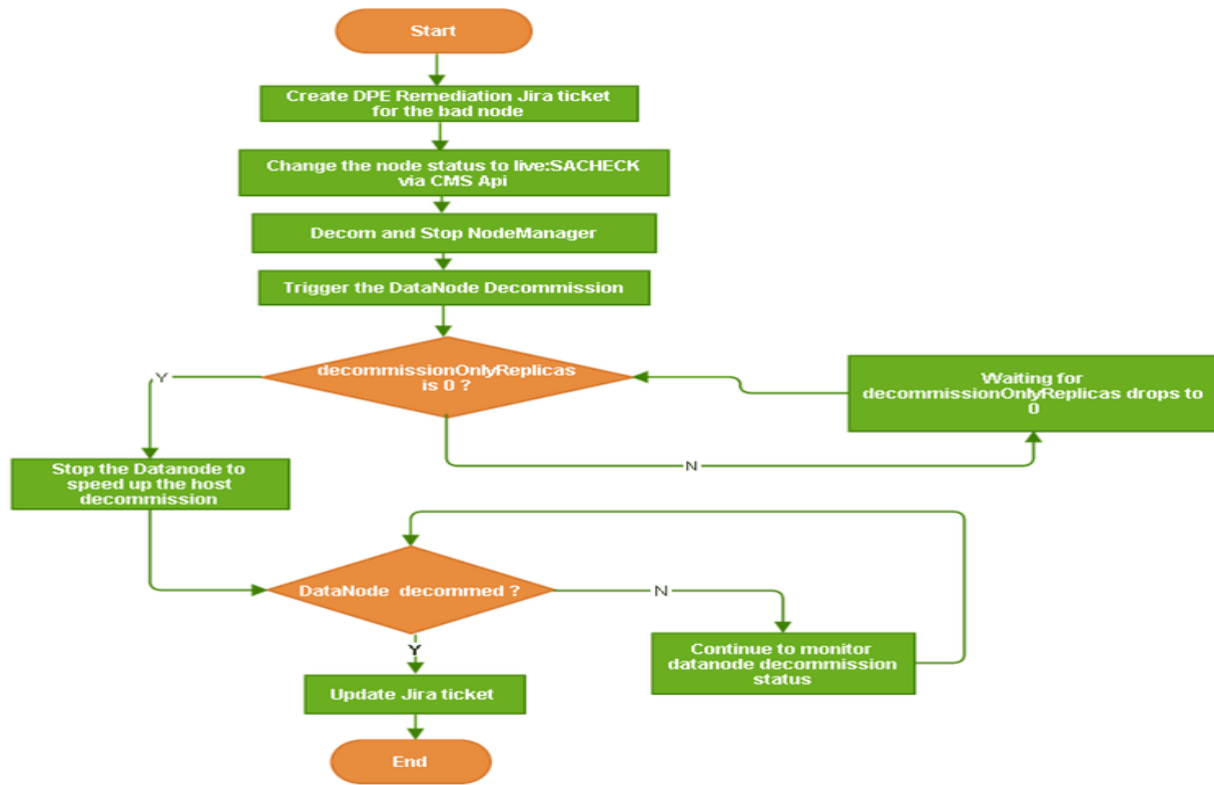 Start
Create DPE Remediation Jira ticket
for the bad node
Change the node status to live:SACHECK
via CMS Api
Decom and Stop NodeManager
Trigger the DataNode Decommission
decommissionOnlyReplicas
is 0 ?
Y
Waiting for
decommissionOnlyReplicas drops to
0
N
Stop the Datanode to
speed up the host
decommission
DataNode decommed ?
N
Y
Continue to monitor
datanode decommission
status
Update Jira ticket
End